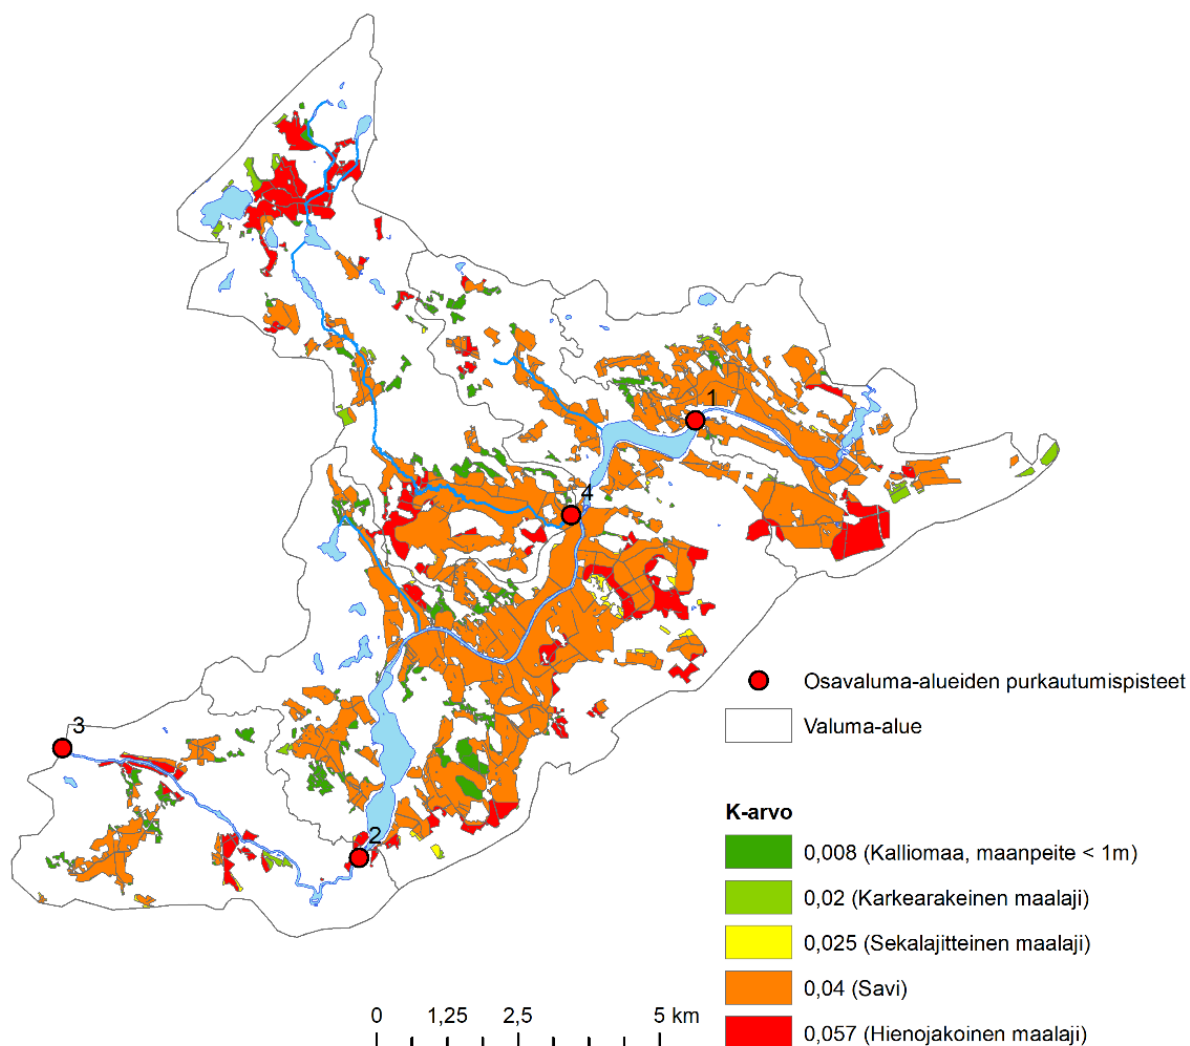 1
4
3
2
Osavaluma-alueiden purkautumispisteet
Valuma-alue
K-arvo
0,008 (Kalliomaa, maanpeite < 1m)
0,02 (Karkearakeinen maalaji)
0,025 (Sekalajitteinen maalaji)
0,04 (Savi)
0,057 (Hienojakoinen maalaji)
0 1,25 2,5 5 km